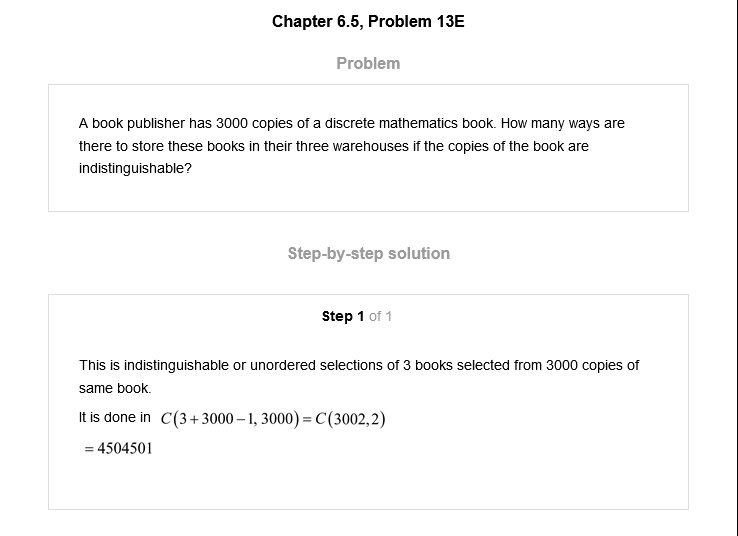 Chapter 6.5, Problem 13E
Problem
A book publisher has 3000 copies of a discrete mathematics book. How many ways are
there to store these books in their three warehouses if the copies of the book are
indistinguishable?
Step-by-step solution
Step 1 of 1
This is indistinguishable or unordered selections of 3 books selected from 3000 copies of
same book.
It is done in C(3+3000−1, 3000) = C(3002,2)
= 4504501